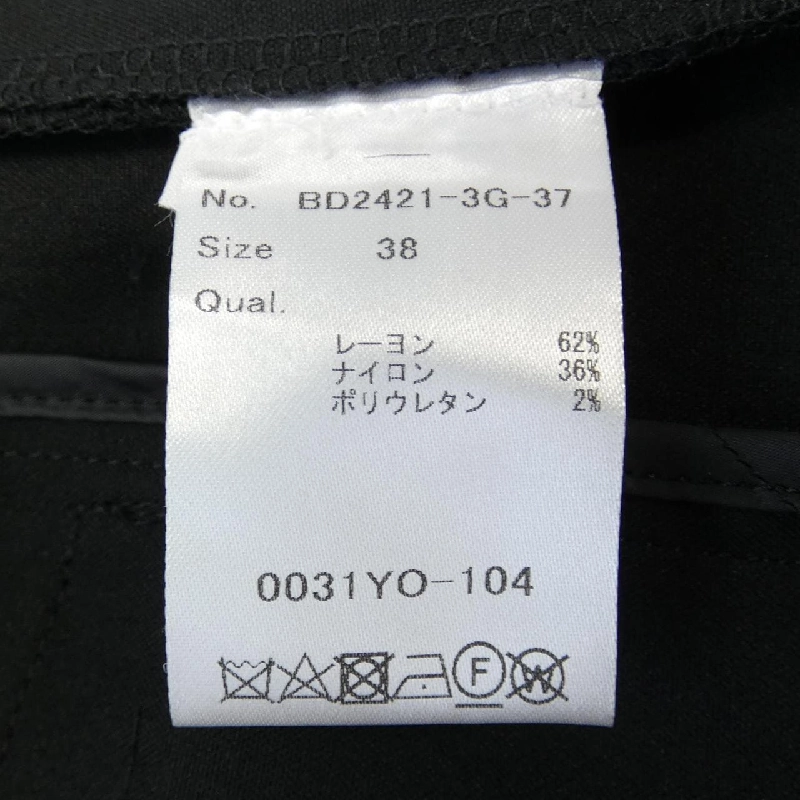 No. BD2421-3G-37
Size 38
Qual.
レーヨン 62%
ナイロン 36%
ポリウレタン 2%
0031YO-104
F W